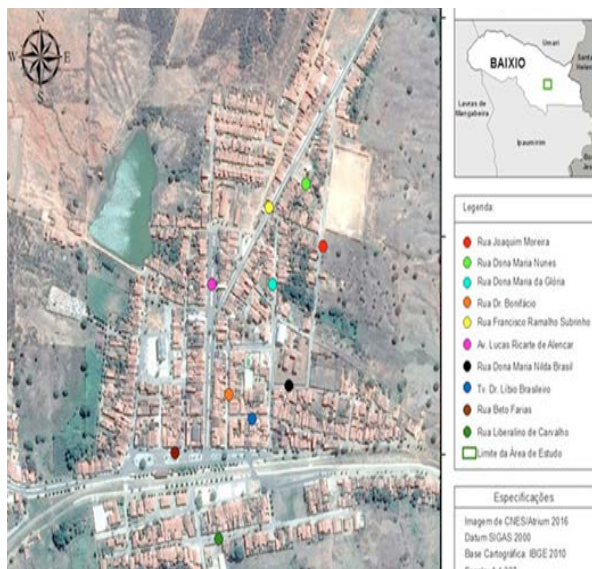 N
W
E
S
Umari
BAIXIO
Lavras de
Mangabeira
Ipaumirim
Legenda:
Rua Joaquim Moreira
Rua Dona Maria Nunes
Rua Dona Maria da Glória
Rua Dr. Bonifácio
Rua Francisco Ramalho Subrinho
Av. Lucas Ricarte de Alencar
Rua Dona Maria Nilda Brasil
Tv. Dr. Líbio Brasileiro
Rua Beto Farias
Rua Liberalino de Carvalho
Limite da Área de Estudo
Especificações
Imagem de CNES/Atrium 2016
Datum SIGAS 2000
Base Cartográfica: IBGE 2010